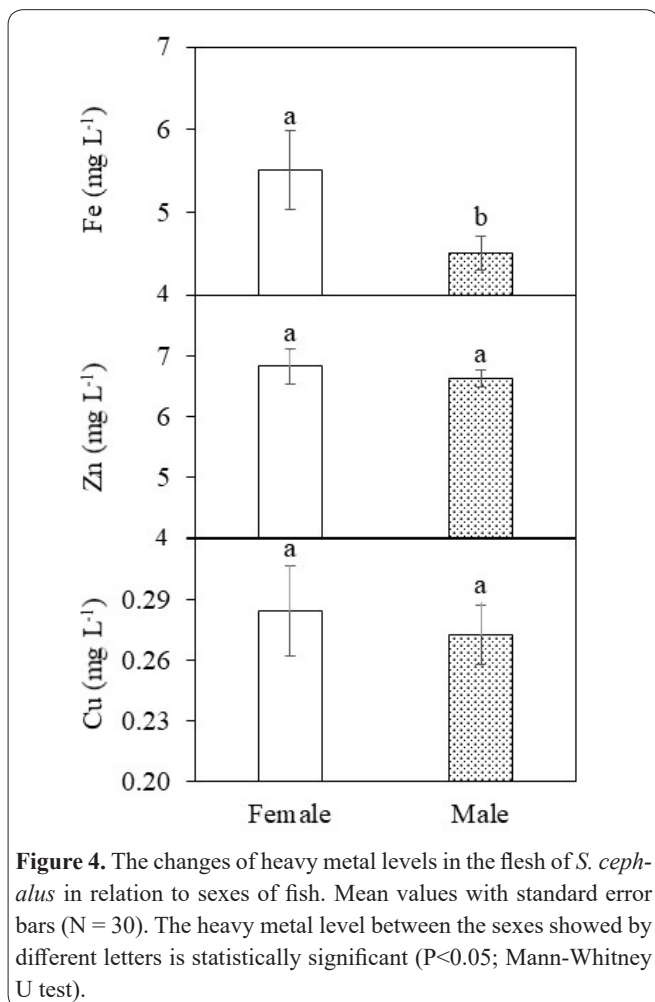 7
6
5
4
Fe (mg L-1)
a
b
7
6
5
4
Zn (mg L-1)
a
a
0.29
0.26
0.23
0.20
Cu (mg L-1)
a
a
Female Male
Figure 4. The changes of heavy metal levels in the flesh of S. ceph-
alus in relation to sexes of fish. Mean values with standard error
bars (N = 30). The heavy metal level between the sexes showed by
different letters is statistically significant (P<0.05; Mann-Whitney
U test).